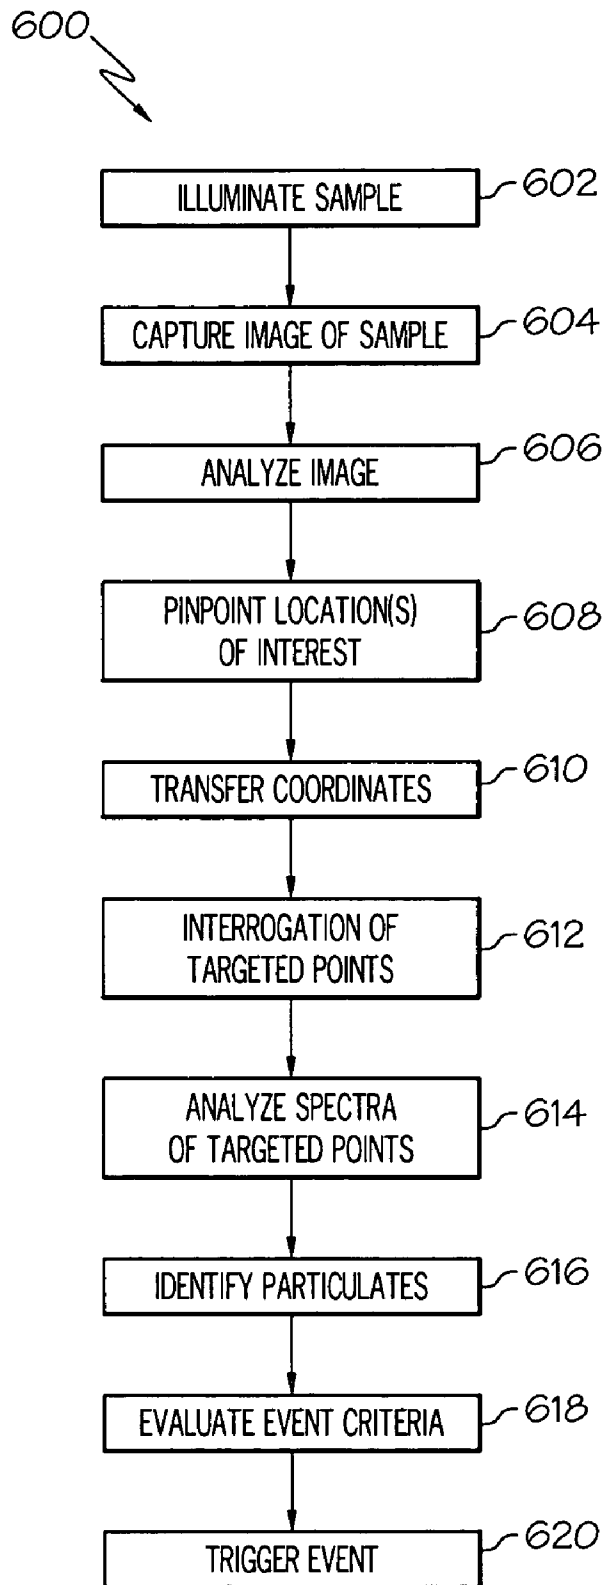 600
ILLUMINATE SAMPLE
602
CAPTURE IMAGE OF SAMPLE
604
ANALYZE IMAGE
606
PINPOINT LOCATION(S)
OF INTEREST
608
TRANSFER COORDINATES
610
INTERROGATION OF
TARGETED POINTS
612
ANALYZE SPECTRA
OF TARGETED POINTS
614
IDENTIFY PARTICULATES
616
EVALUATE EVENT CRITERIA
618
TRIGGER EVENT
620